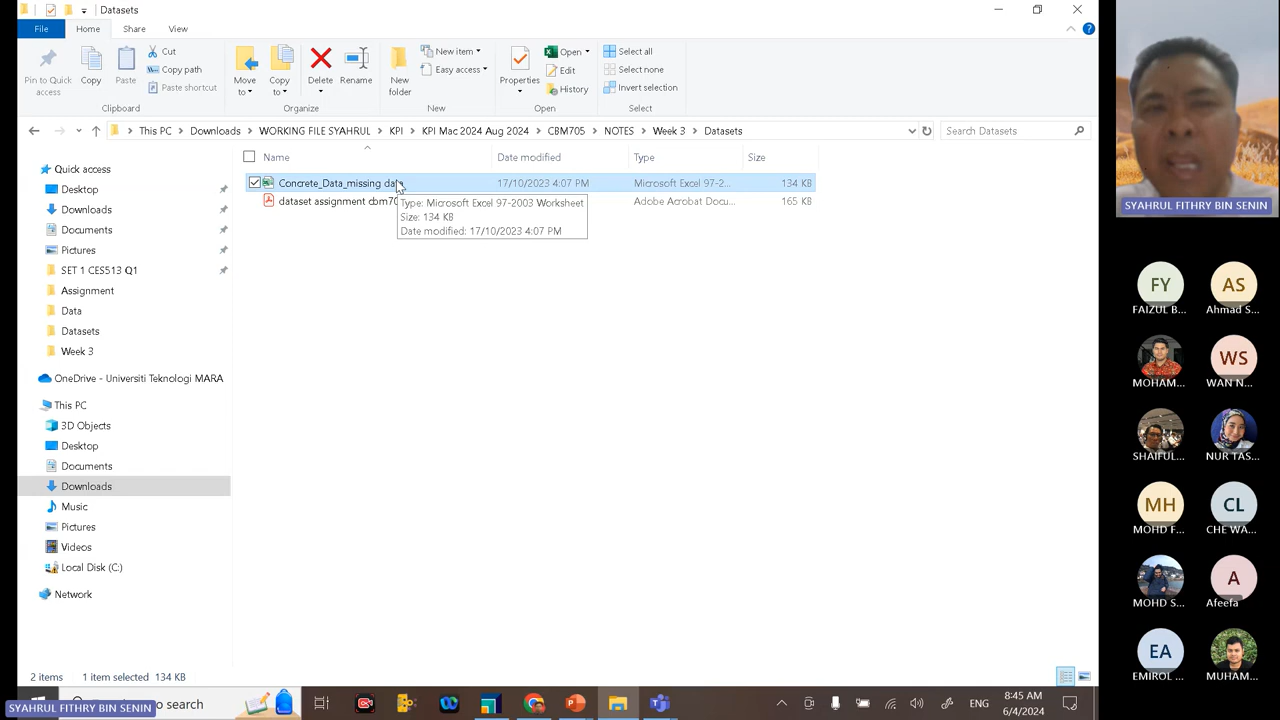 Datasets
File
Home
Share
View
Pin to Quick access
Copy
Paste
Cut
Copy path
Paste shortcut
Move to
Copy to
Delete
Rename
New folder
New item
Easy access
Properties
Open
Edit
History
Select all
Select none
Invert selection
Clipboard
Organize
New
Open
Select
This PC > Downloads > WORKING FILE SYAHRUL > KPI > KPI Mac 2024 Aug 2024 > CBM705 > NOTES > Week 3 > Datasets
Search Datasets
Name
Date modified
Type
Size
Concrete_Data_missing data
17/10/2023 4:07 PM
Microsoft Excel 97-2...
134 KB
dataset assignment cbm70
Adobe Acrobat Docu...
165 KB
Type: Microsoft Excel 97-2003 Worksheet
Size: 134 KB
Date modified: 17/10/2023 4:07 PM
Quick access
Desktop
Downloads
Documents
Pictures
SET 1 CES513 Q1
Assignment
Data
Datasets
Week 3
OneDrive - Universiti Teknologi MARA
This PC
3D Objects
Desktop
Documents
Downloads
Music
Pictures
Videos
Local Disk (C:)
Network
2 items
1 item selected 134 KB
SYAHRUL FITHRY BIN SENIN
o search
ENG
8:45 AM
6/4/2024
SYAHRUL FITHRY BIN SENIN
FY
FAIZUL B...
AS
Ahmad S...
MOHAM...
WS
WAN N...
SHAIFUL...
NUR TAS...
MH
MOHD F...
CL
CHE WA...
MOHD S...
A
Afeefa
EA
EMIROL ...
MUHAM...